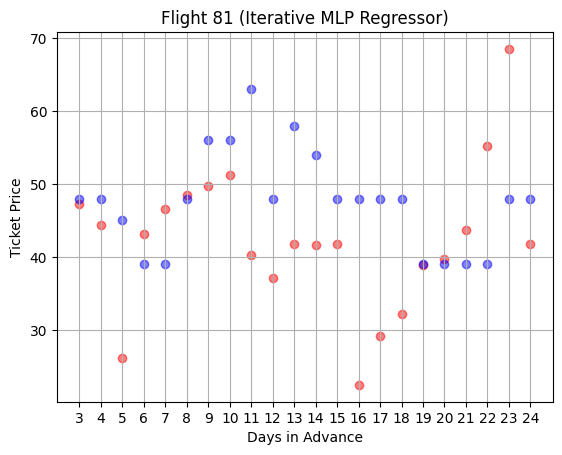 Flight 81 (Iterative MLP Regressor)
Ticket Price
70
60
50
40
30
3 4 5 6 7 8 9 10 11 12 13 14 15 16 17 18 19 20 21 22 23 24
Days in Advance